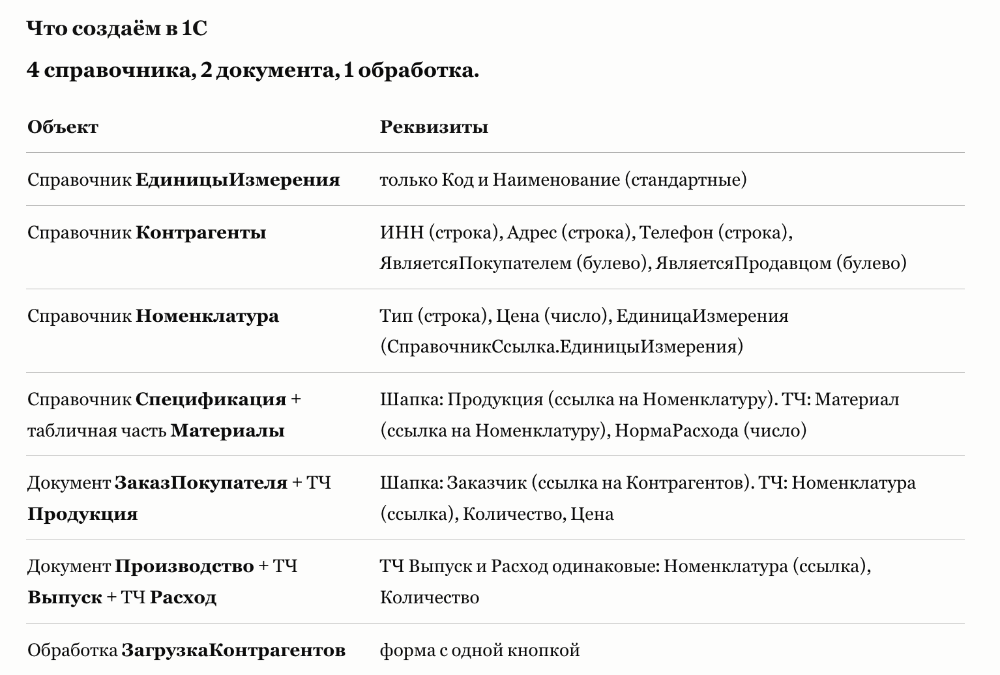 Что создаём в 1С
4 справочника, 2 документа, 1 обработка.
Объект Реквизиты
Справочник ЕдиницыИзмерения только Код и Наименование (стандартные)
Справочник Контрагенты ИНН (строка), Адрес (строка), Телефон (строка),
ЯвляетсяПокупателем (булево), ЯвляетсяПродавцом (булево)
Справочник Номенклатура Тип (строка), Цена (число), ЕдиницаИзмерения
(СправочникСсылка.ЕдиницыИзмерения)
Справочник Спецификация + Шапка: Продукция (ссылка на Номенклатуру). ТЧ: Материал
табличная часть Материалы (ссылка на Номенклатуру), НормаРасхода (число)
Документ ЗаказПокупателя + ТЧ Шапка: Заказчик (ссылка на Контрагентов). ТЧ: Номенклатура
Продукция (ссылка), Количество, Цена
Документ Производство + ТЧ ТЧ Выпуск и Расход одинаковые: Номенклатура (ссылка),
Выпуск + ТЧ Расход Количество
Обработка ЗагрузкаКонтрагентов форма с одной кнопкой